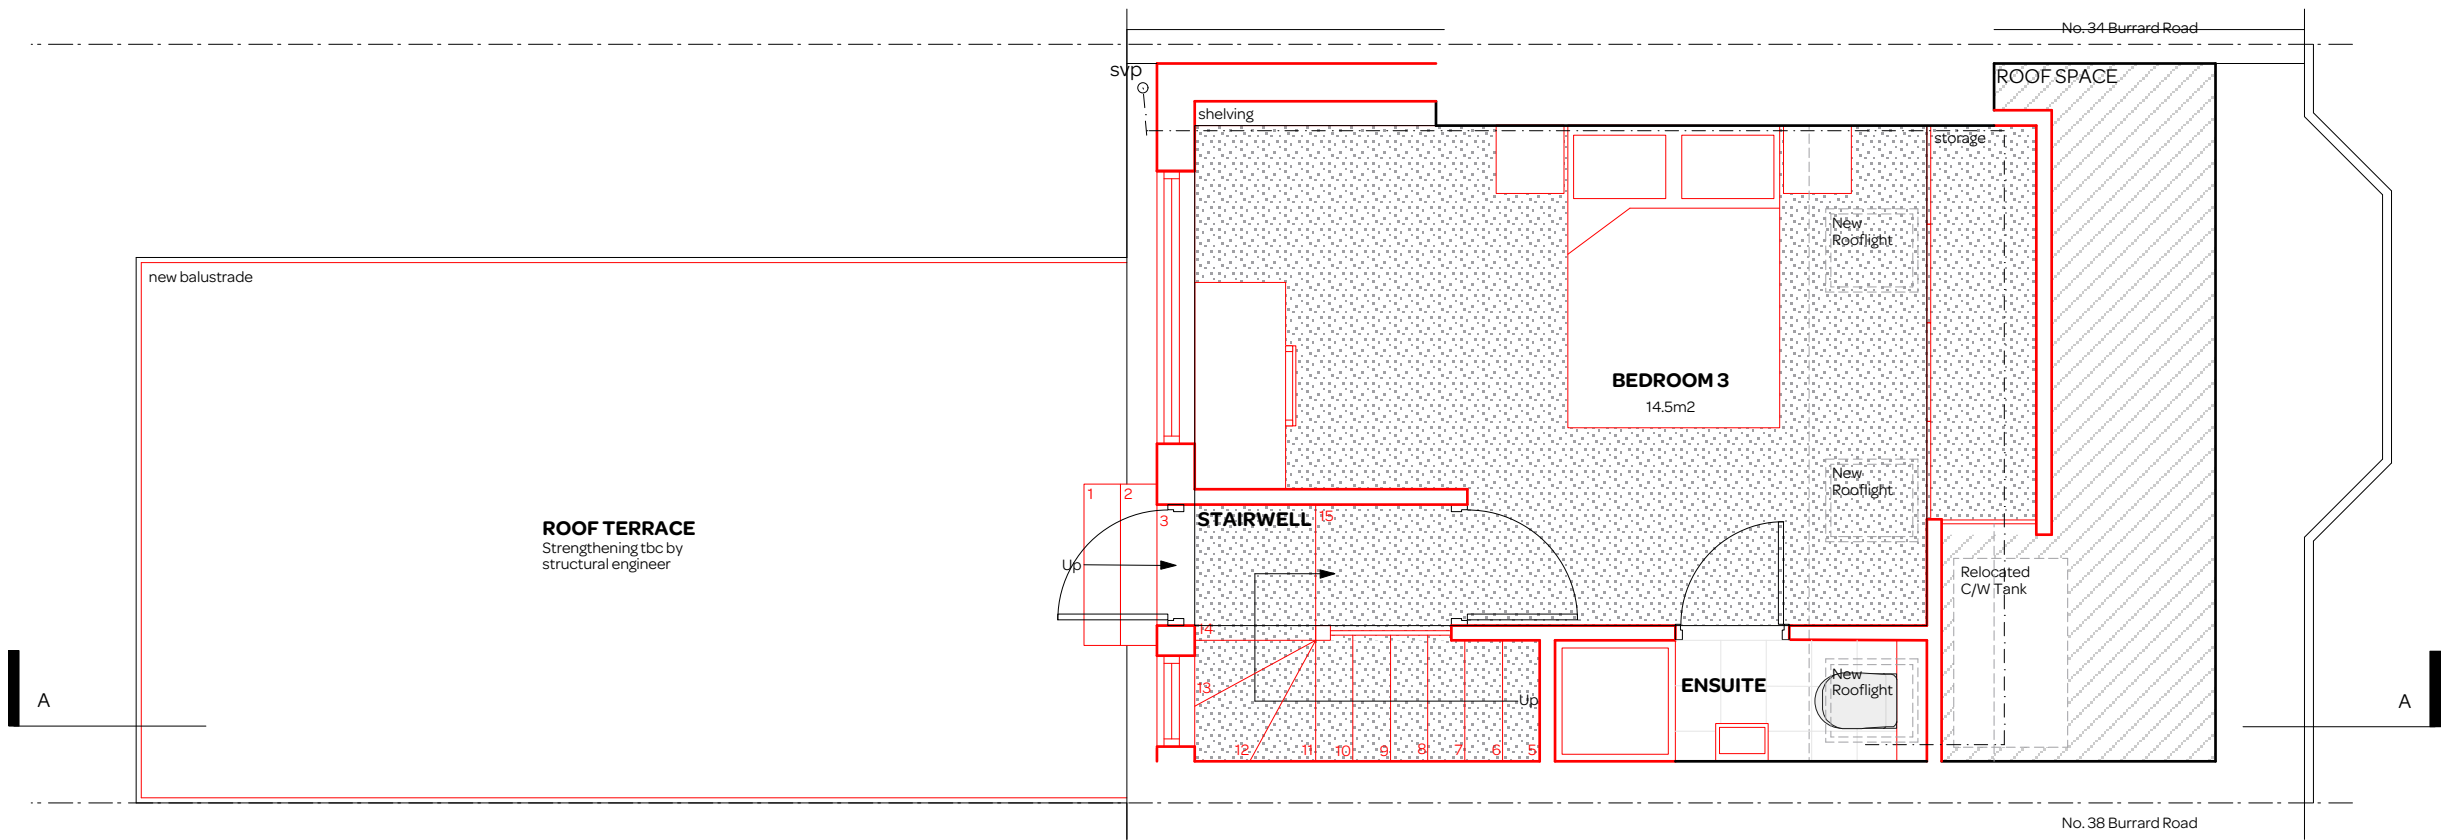 No. 34 Burrard Road
svp
ROOF SPACE
shelving
storage
New
Rooflight
new balustrade
BEDROOM 3
14.5m2
New
Rooflight
1
2
3
STAIRWELL
15
ROOF TERRACE
Strengthening tbc by
structural engineer
Up
Relocated
C/W Tank
14
13
ENSUITE
New
Rooflight
Up
A
A
12
11
10
9
8
7
6
5
No. 38 Burrard Road